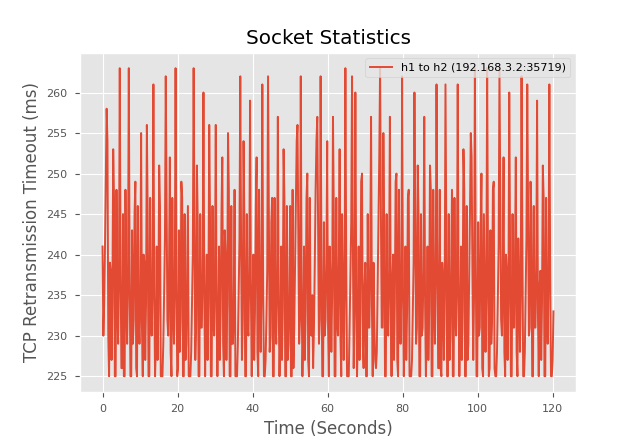 Socket Statistics
h1 to h2 (192.168.3.2:35719)
TCP Retransmission Timeout (ms)
260
255
250
245
240
235
230
225
0 20 40 60 80 100 120
Time (Seconds)